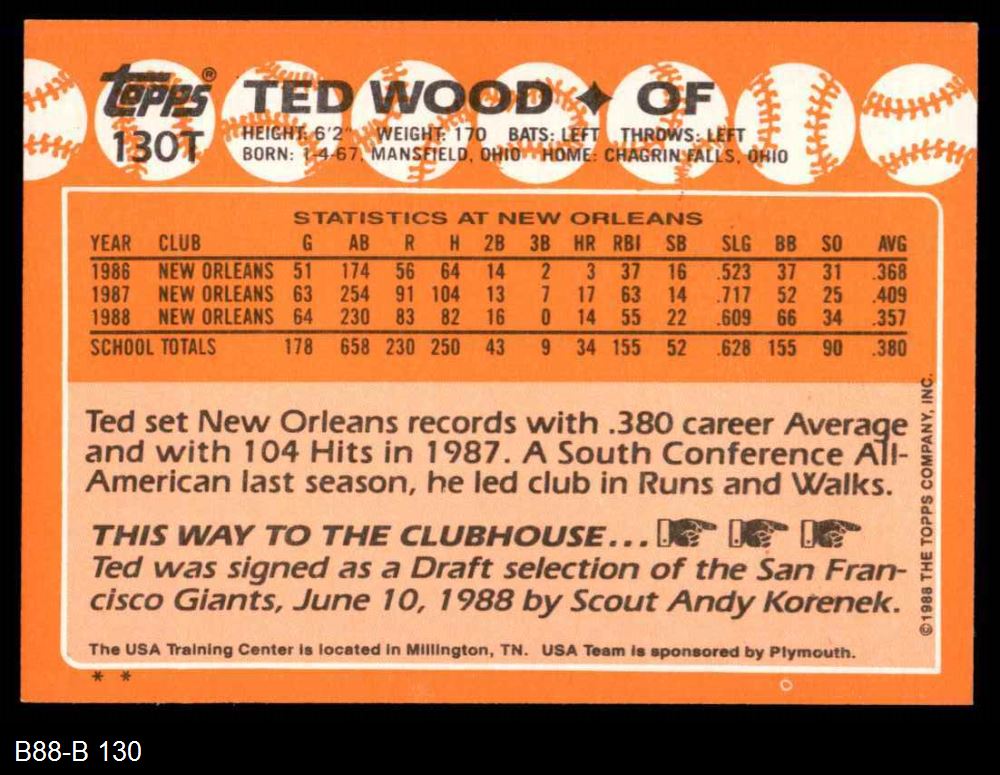 Topps® TED WOOD ✦ OF
130T HEIGHT: 6'2" WEIGHT: 170 BATS: LEFT THROWS: LEFT
BORN: 1-4-67, MANSFIELD, OHIO HOME: CHAGRIN FALLS, OHIO
STATISTICS AT NEW ORLEANS
YEAR CLUB G AB R H 2B 3B HR RBI SB SLG BB SO AVG
1986 NEW ORLEANS 51 174 56 64 14 2 3 37 16 .523 37 31 .368
1987 NEW ORLEANS 63 254 91 104 13 7 17 63 14 .717 52 25 .409
1988 NEW ORLEANS 64 230 83 82 16 0 14 55 22 .609 66 34 .357
SCHOOL TOTALS 178 658 230 250 43 9 34 155 52 .628 155 90 .380
Ted set New Orleans records with .380 career Average
and with 104 Hits in 1987. A South Conference All-
American last season, he led club in Runs and Walks.
THIS WAY TO THE CLUBHOUSE...
Ted was signed as a Draft selection of the San Fran-
cisco Giants, June 10, 1988 by Scout Andy Korenek.
The USA Training Center is located in Millington, TN. USA Team is sponsored by Plymouth.
* *
©1988 THE TOPPS COMPANY, INC.
B88-B 130